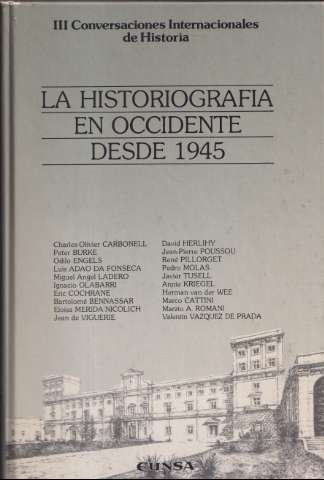 III Conversaciones Internacionales
de Historia
LA HISTORIOGRAFIA
EN OCCIDENTE
DESDE 1945
Charles-Olivier CARBONELL
Peter BURKE
Odilo ENGELS
Luis ADAO DA FONSECA
Miguel Angel LADERO
Ignacio OLABARRI
Eric COCHRANE
Bartolomé BENNASSAR
Eloisa MERIDA NICOLICH
Jean de VIGUERIE
David HERLIHY
Jean-Pierre POUSSOU
René PILLORGET
Pedro MOLAS
Javier TUSELL
Annie KRIEGEL
Herman van der WEE
Marco CATTINI
Marzio A. ROMANI
Valentin VAZQUEZ DE PRADA
EUNSA